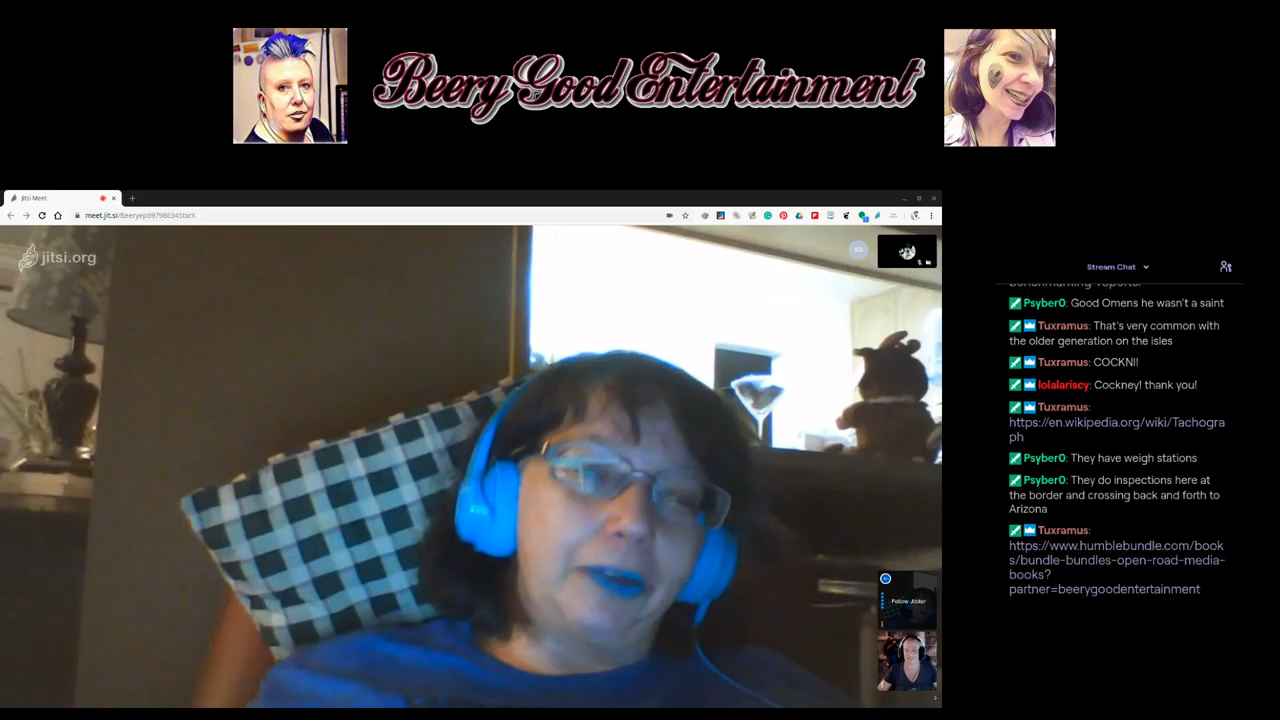 Beery Good Entertainment
Jitsi Meet
meet.jit.si/Beeryep697986345txrX
jitsi.org
SD
Fellow Jitster
Stream Chat
Psyber0: Good Omens he wasn't a saint
Tuxramus: That's very common with
the older generation on the isles
Tuxramus: COCKNI!!
lolalariscy: Cockney! thank you!
Tuxramus:
https://en.wikipedia.org/wiki/Tachogra
ph
Psyber0: They have weigh stations
Psyber0: They do inspections here at
the border and crossing back and forth to
Arizona
Tuxramus:
https://www.humblebundle.com/book
s/bundle-bundles-open-road-media-
books?
partner=beerygoodentertainment